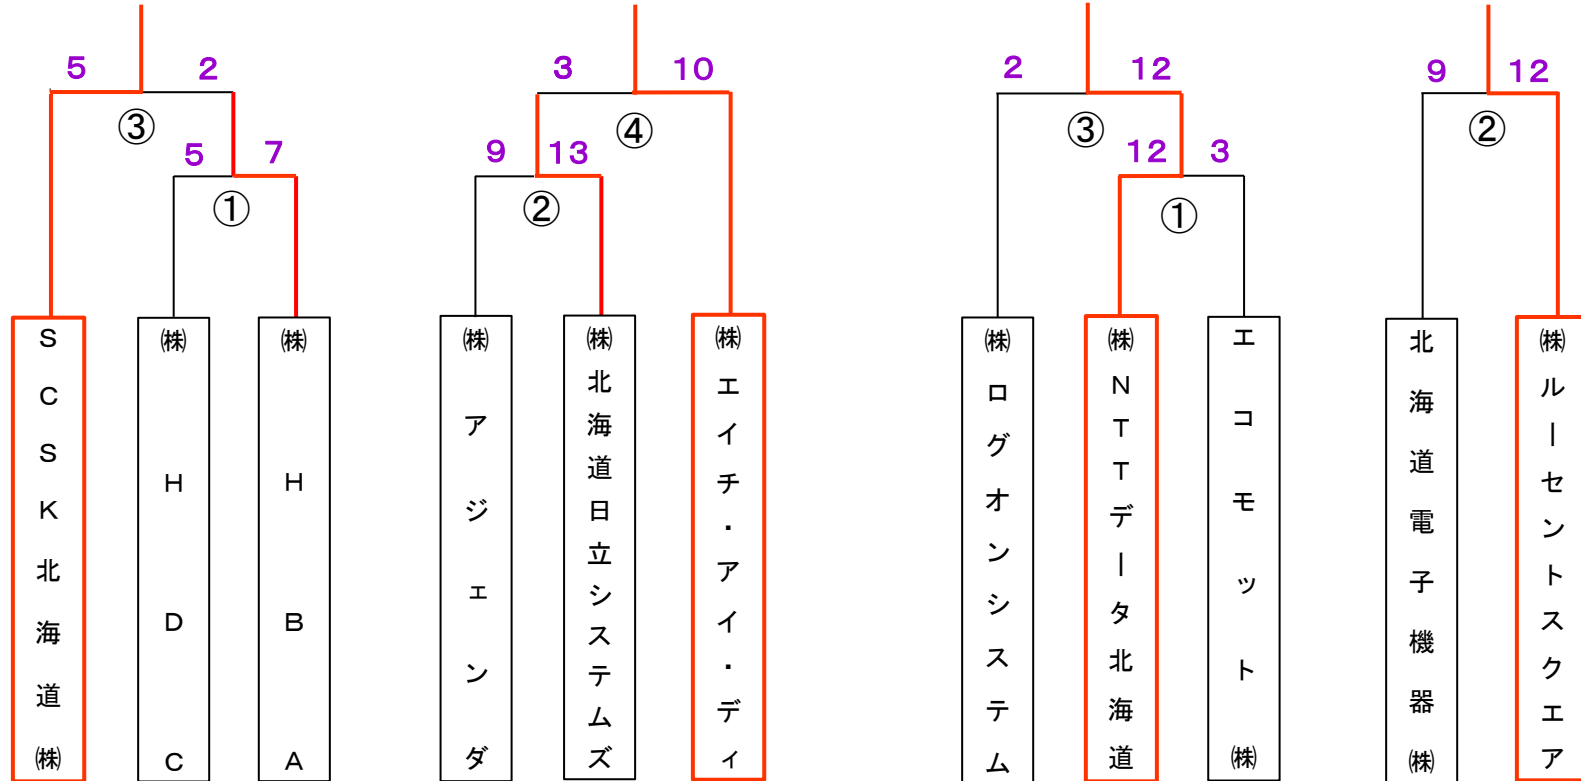 5 2 3 10 2 12 9 12
③ ④ ③ ②
5 7 9 13 12 3
① ② ①
SCSK北海道㈱
㈱HDC
㈱HBA
㈱アジェンダ
㈱北海道日立システムズ
㈱エイチ・アイ・ディ
㈱ログオンシステム
㈱NTTデータ北海道
エコモット㈱
北海道電子機器㈱
㈱ルーセントスクエア